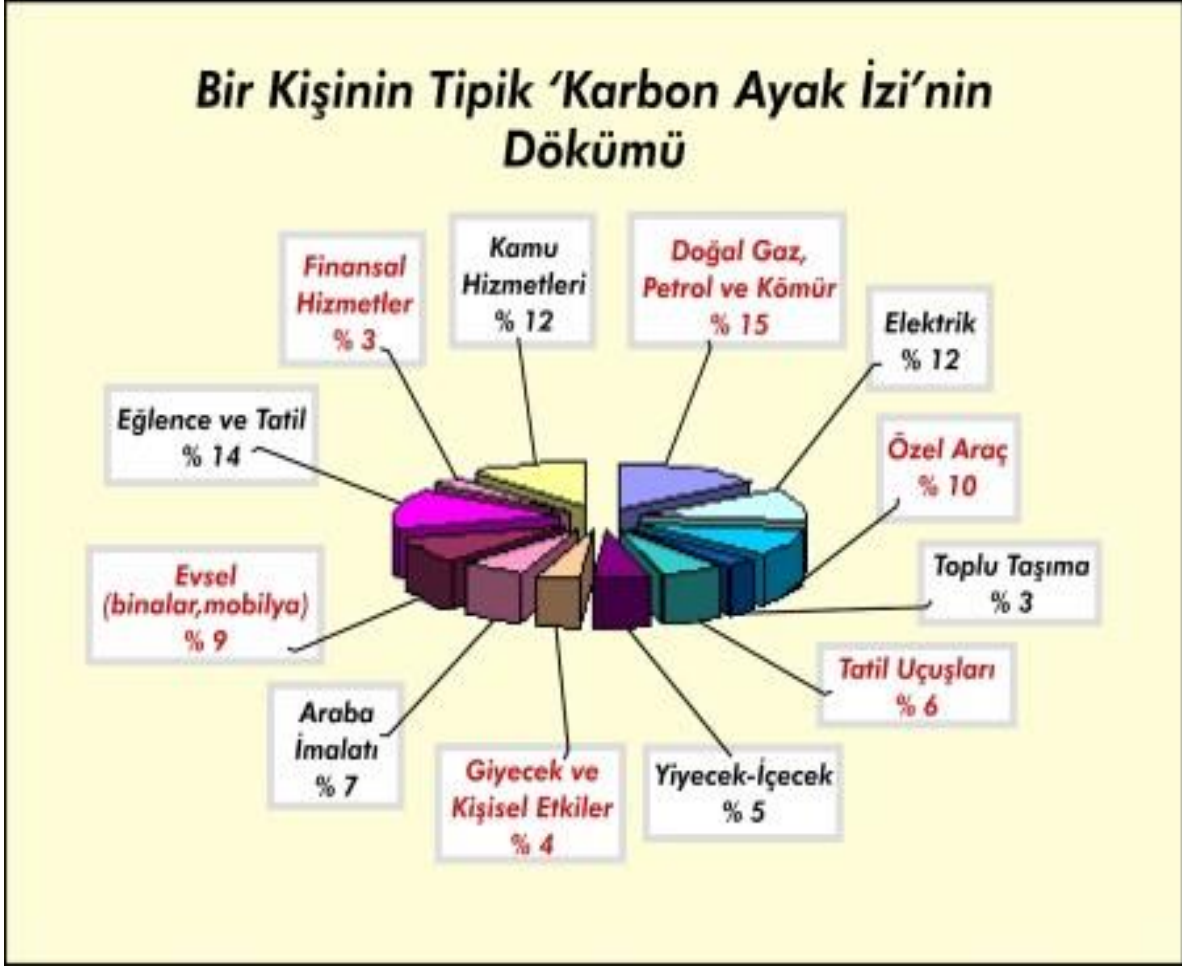 Bir Kişinin Tipik ‘Karbon Ayak İzi’nin
Dökümü
Finansal
Hizmetler
% 3
Kamu
Hizmetleri
% 12
Doğal Gaz,
Petrol ve Kömür
% 15
Elektrik
% 12
Özel Araç
% 10
Toplu Taşıma
% 3
Tatil Uçuşları
% 6
Yiyecek-İçecek
% 5
Giyecek ve
Kişisel Etkiler
% 4
Araba
İmalatı
% 7
Evsel
(binalar,mobilya)
% 9
Eğlence ve Tatil
% 14